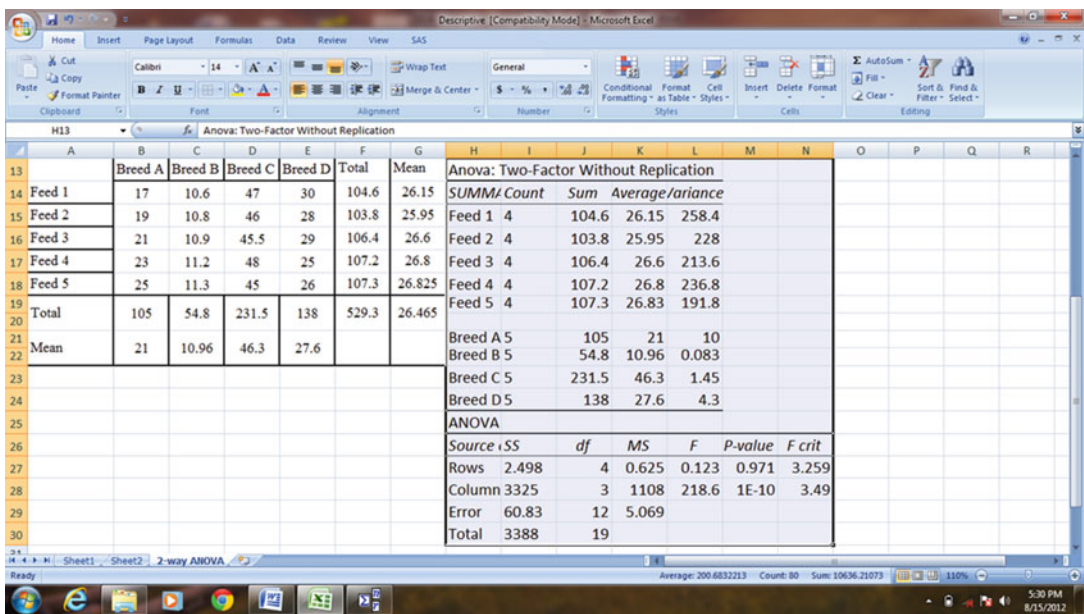 Descriptive [Compatibility Mode] - Microsoft Excel
Home Insert Page Layout Formulas Data Review View SAS
Cut
Copy
Format Painter
Paste
Calibri 14
Wrap Text
Merge & Center
General
Conditional Formatting
Format as Table
Cell Styles
Insert Delete Format
AutoSum
Fill
Clear
Sort & Filter
Find & Select
Clipboard Font Alignment Number Styles Cells Editing
H13 fx Anova: Two-Factor Without Replication
A B C D E F G H I J K L M N O P Q R
13 Breed A Breed B Breed C Breed D Total Mean Anova: Two-Factor Without Replication
14 Feed 1 17 10.6 47 30 104.6 26.15 SUMMA Count Sum Average Variance
15 Feed 2 19 10.8 46 28 103.8 25.95 Feed 1 4 104.6 26.15 258.4
16 Feed 3 21 10.9 45.5 29 106.4 26.6 Feed 2 4 103.8 25.95 228
17 Feed 4 23 11.2 48 25 107.2 26.8 Feed 3 4 106.4 26.6 213.6
18 Feed 5 25 11.3 45 26 107.3 26.825 Feed 4 4 107.2 26.8 236.8
19 Feed 5 4 107.3 26.83 191.8
20 Total 105 54.8 231.5 138 529.3 26.465
21 Breed A 5 105 21 10
22 Mean 21 10.96 46.3 27.6 Breed B 5 54.8 10.96 0.083
23 Breed C 5 231.5 46.3 1.45
24 Breed D 5 138 27.6 4.3
25 ANOVA
26 Source SS df MS F P-value F crit
27 Rows 2.498 4 0.625 0.123 0.971 3.259
28 Column 3325 3 1108 218.6 1E-10 3.49
29 Error 60.83 12 5.069
30 Total 3388 19
Sheet1 Sheet2 2-way ANOVA
Ready Average: 200.6832213 Count: 80 Sum: 10636.21073 110%
5:30 PM
8/15/2012